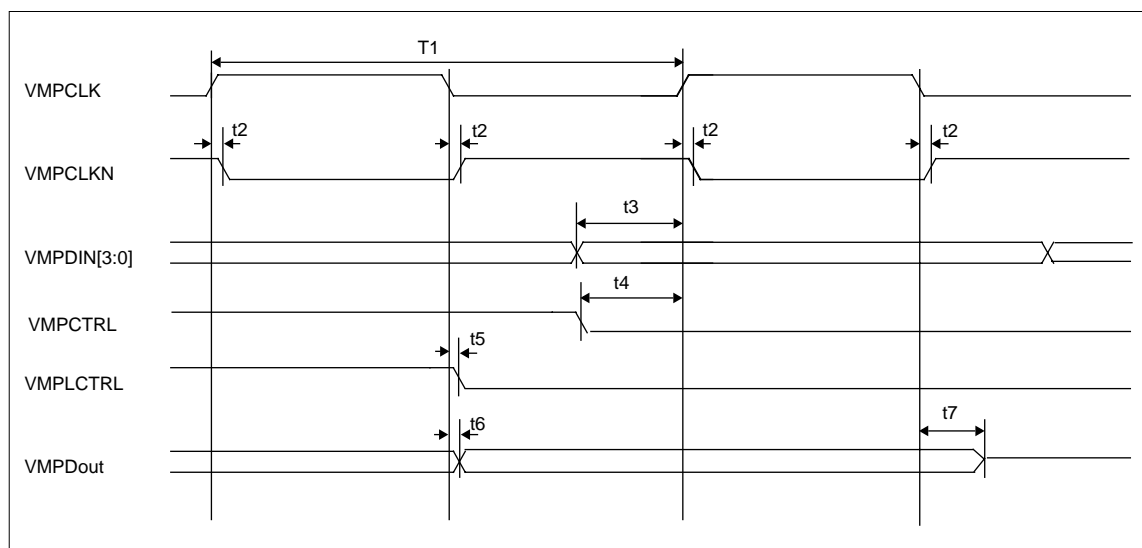 T1
VMPCLK
t2 t2 t2 t2
VMPCLKN
t3
VMPDIN[3:0]
t4
VMPCTRL
t5
VMPLCTRL
t6 t7
VMPDout